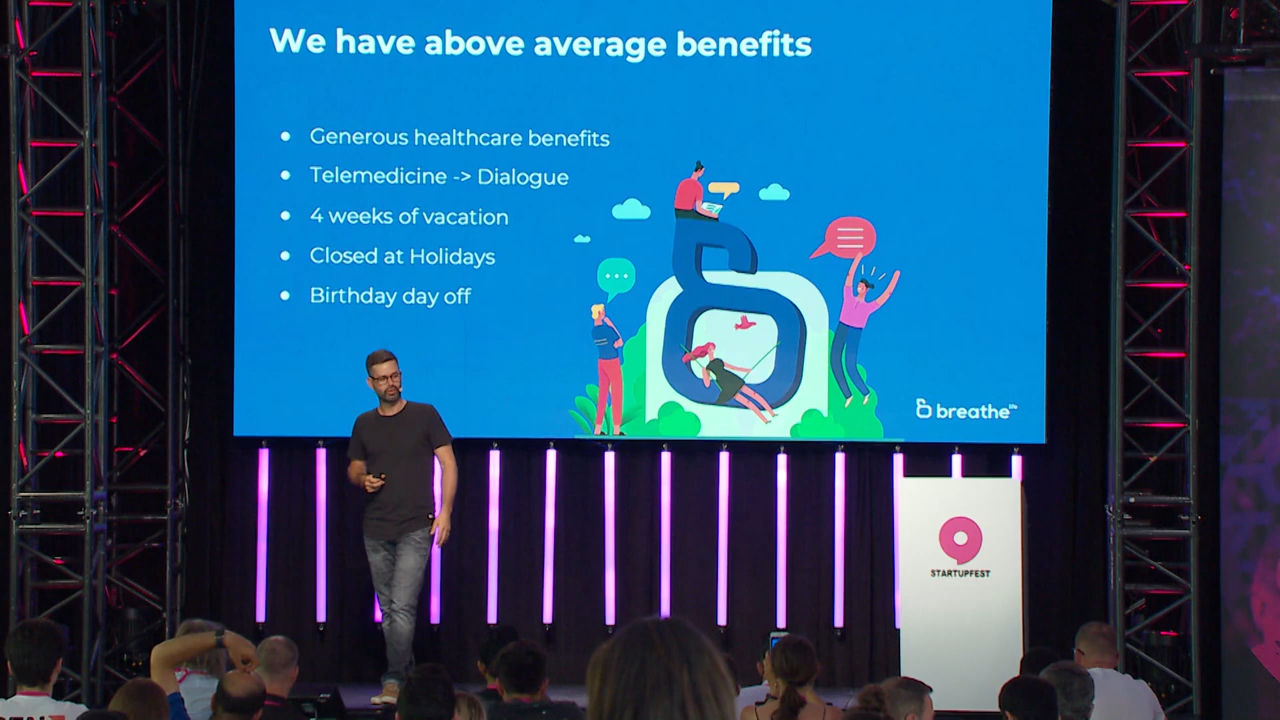 We have above average benefits
Generous healthcare benefits
Telemedicine -> Dialogue
4 weeks of vacation
Closed at Holidays
Birthday day off
breathe
STARTUPFEST